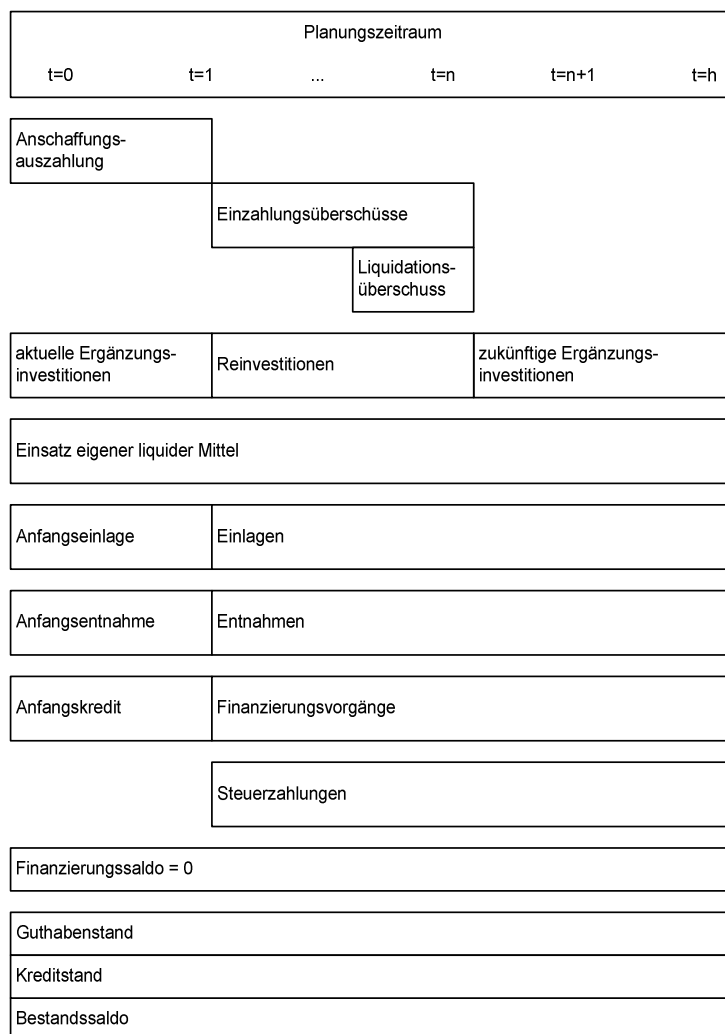 Planungszeitraum
t=0 t=1 ... t=n t=n+1 t=h
Anschaffungs-
auszahlung
Einzahlungsüberschüsse
Liquidations-
überschuss
aktuelle Ergänzungs-
investitionen
Reinvestitionen
zukünftige Ergänzungs-
investitionen
Einsatz eigener liquider Mittel
Anfangseinlage
Einlagen
Anfangsentnahme
Entnahmen
Anfangskredit
Finanzierungsvorgänge
Steuerzahlungen
Finanzierungssaldo = 0
Guthabenstand
Kreditstand
Bestandssaldo